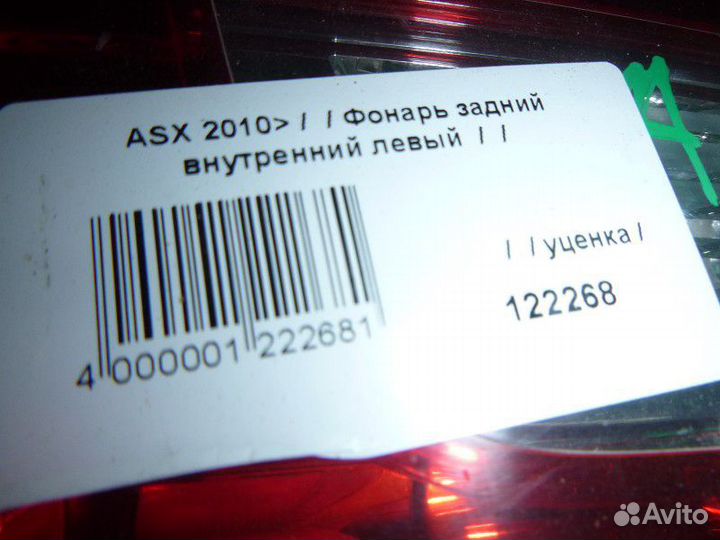 ASX 2010> / / Фонарь задний
внутренний левый / /
/ / уценка /
122268
4 000001 222681
Avito